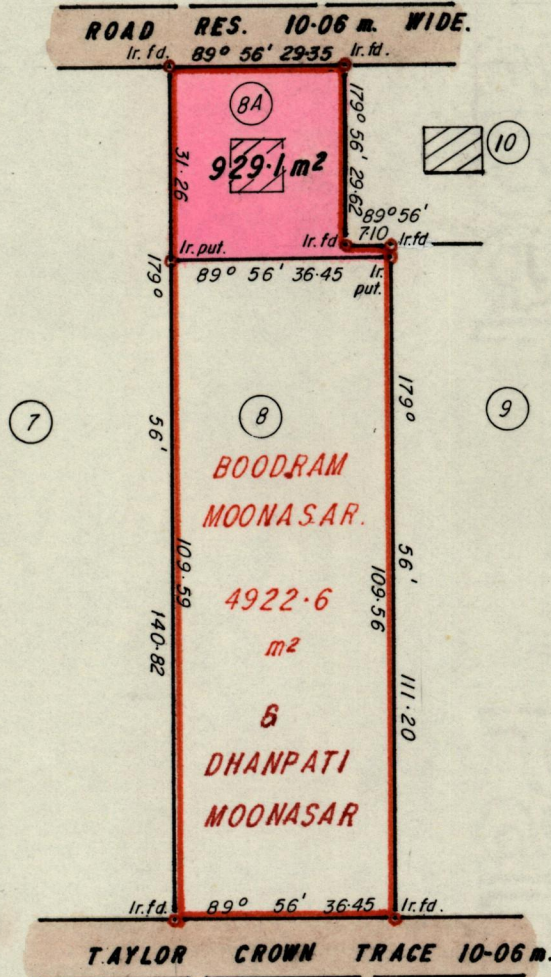 ROAD RES. 10·06 m. WIDE.
Ir. fd. 89° 56' 29·35 Ir. fd.
8A
929·1 m²
31·26
179° 56' 29·62
10
89° 56'
7·10
Ir. fd
Ir. fd
Ir. put.
89° 56' 36·45
Ir. put.
179° 56' 140·82
109·59
7
8
9
BOODRAM
MOONASAR.
4922·6
m²
&
DHANPATI
MOONASAR
109·56
179° 56' 111·20
Ir. fd. 89° 56' 36·45 Ir. fd.
TAYLOR CROWN TRACE 10·06 m.